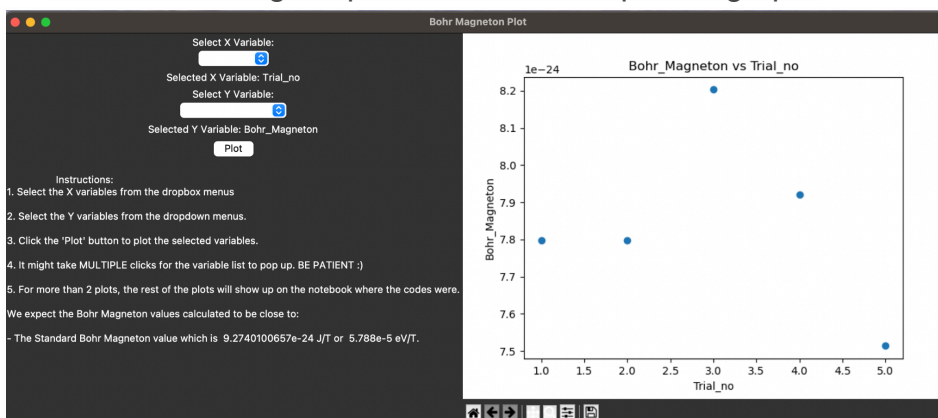 Bohr Magneton Plot
Select X Variable:
Selected X Variable: Trial_no
Select Y Variable:
Selected Y Variable: Bohr_Magneton
Plot
Instructions:
1. Select the X variables from the dropbox menus
2. Select the Y variables from the dropdown menus.
3. Click the 'Plot' button to plot the selected variables.
4. It might take MULTIPLE clicks for the variable list to pop up. BE PATIENT :)
5. For more than 2 plots, the rest of the plots will show up on the notebook where the codes were.
We expect the Bohr Magneton values calculated to be close to:
- The Standard Bohr Magneton value which is  9.2740100657e-24 J/T or  5.788e-5 eV/T.
Bohr_Magneton vs Trial_no
1e−24
8.2
8.1
8.0
7.9
7.8
7.7
7.6
7.5
Bohr_Magneton
1.0 1.5 2.0 2.5 3.0 3.5 4.0 4.5 5.0
Trial_no